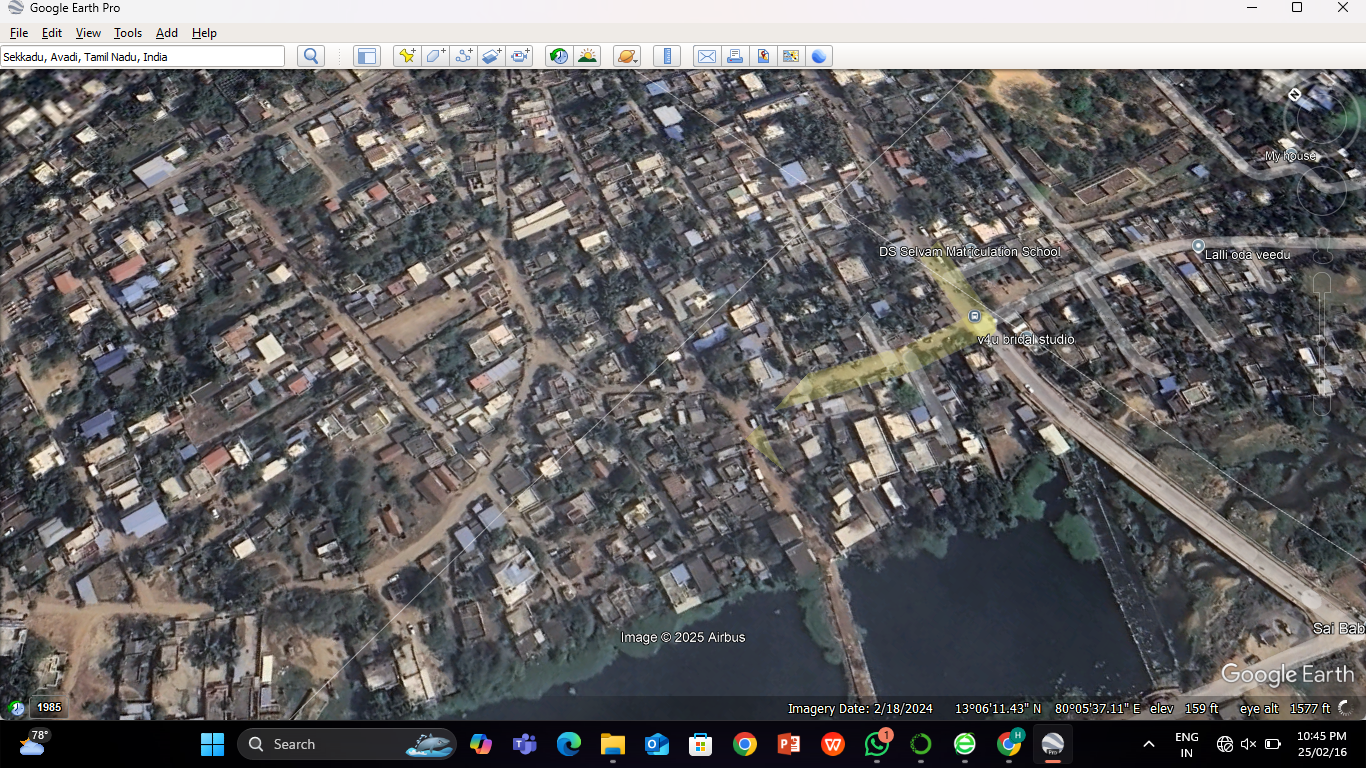 Google Earth Pro
File Edit View Tools Add Help
Sekkadu, Avadi, Tamil Nadu, India
My house
DS Selvam Matriculation School
Lalli oda veedu
v4u bridal studio
Sai Bab
Image © 2025 Airbus
Google Earth
1985
Imagery Date: 2/18/2024 13°06'11.43" N 80°05'37.11" E elev 159 ft eye alt 1577 ft
78°
Search
1
H
Pro
ENG
IN
10:45 PM
25/02/16